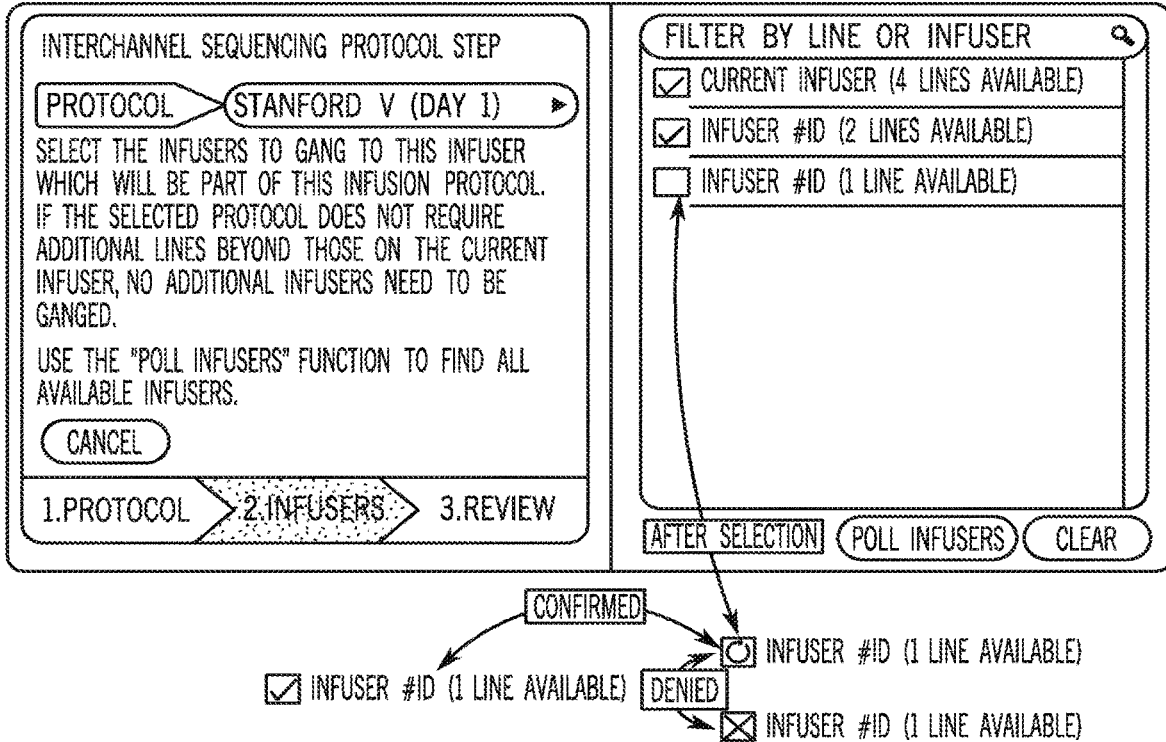 INTERCHANNEL SEQUENCING PROTOCOL STEP
PROTOCOL STANFORD V (DAY 1)
SELECT THE INFUSERS TO GANG TO THIS INFUSER
WHICH WILL BE PART OF THIS INFUSION PROTOCOL.
IF THE SELECTED PROTOCOL DOES NOT REQUIRE
ADDITIONAL LINES BEYOND THOSE ON THE CURRENT
INFUSER, NO ADDITIONAL INFUSERS NEED TO BE
GANGED.
USE THE "POLL INFUSERS" FUNCTION TO FIND ALL
AVAILABLE INFUSERS.
CANCEL
1.PROTOCOL 2.INFUSERS 3.REVIEW
FILTER BY LINE OR INFUSER
CURRENT INFUSER (4 LINES AVAILABLE)
INFUSER #ID (2 LINES AVAILABLE)
INFUSER #ID (1 LINE AVAILABLE)
AFTER SELECTION POLL INFUSERS CLEAR
CONFIRMED
INFUSER #ID (1 LINE AVAILABLE)
INFUSER #ID (1 LINE AVAILABLE)
DENIED
INFUSER #ID (1 LINE AVAILABLE)